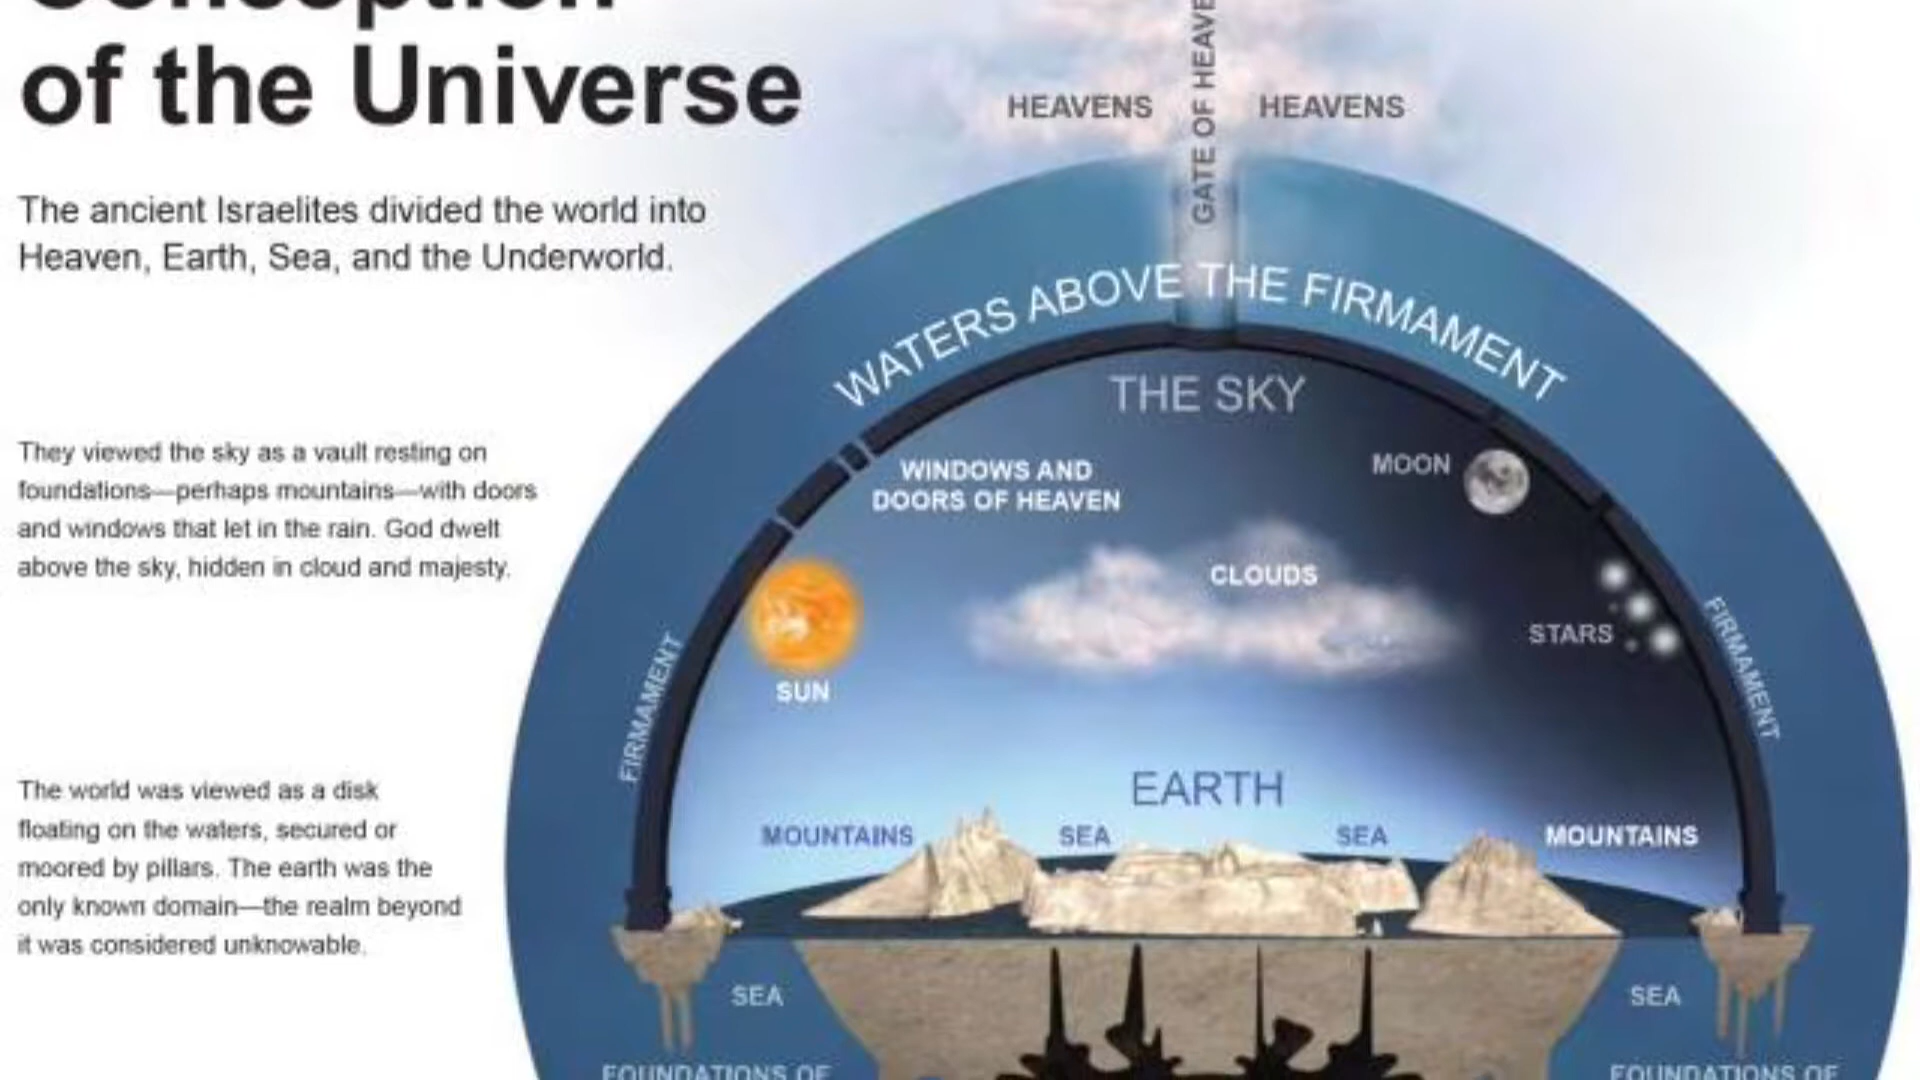 Conception
of the Universe
The ancient Israelites divided the world into
Heaven, Earth, Sea, and the Underworld.
They viewed the sky as a vault resting on
foundations—perhaps mountains—with doors
and windows that let in the rain. God dwelt
above the sky, hidden in cloud and majesty.
The world was viewed as a disk
floating on the waters, secured or
moored by pillars. The earth was the
only known domain—the realm beyond
it was considered unknowable.
HEAVENS
GATE OF HEAVE
HEAVENS
WATERS ABOVE THE FIRMAMENT
THE SKY
WINDOWS AND
DOORS OF HEAVEN
MOON
CLOUDS
STARS
SUN
FIRMAMENT
FIRMAMENT
EARTH
MOUNTAINS
SEA
SEA
MOUNTAINS
SEA
SEA
FOUNDATIONS OF
FOUNDATIONS OF